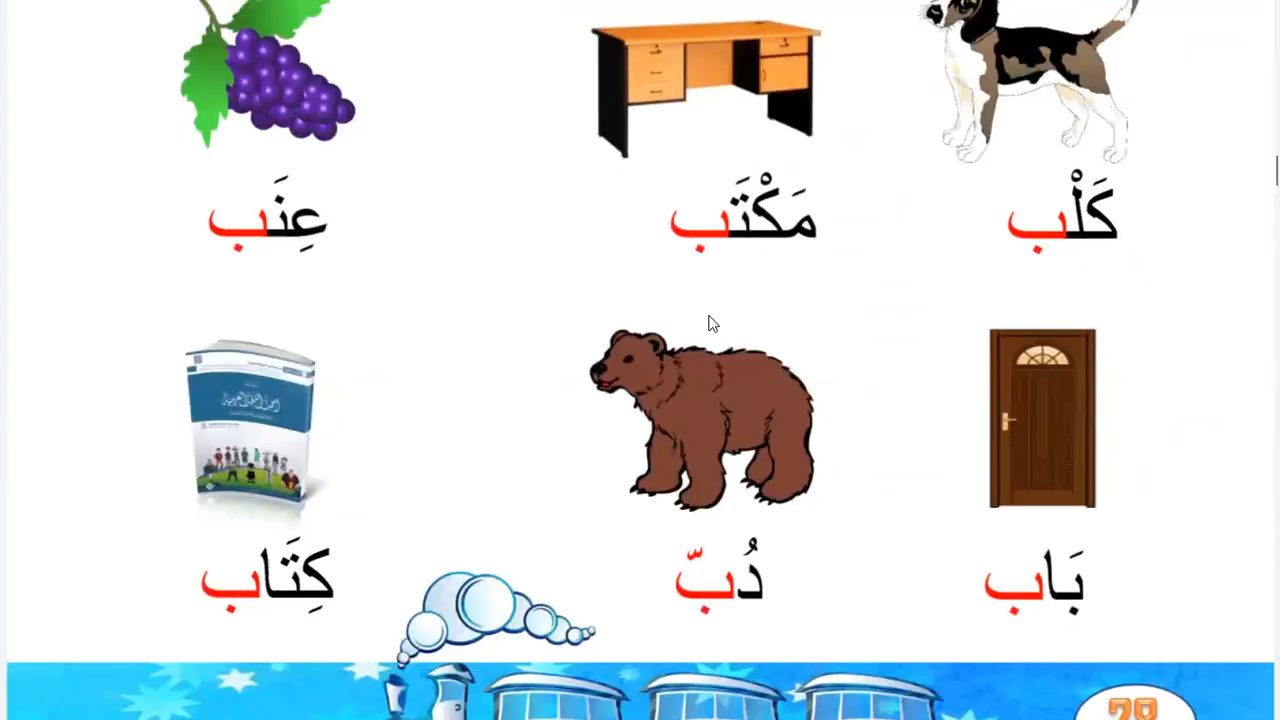 كَلْب مَكْتَب عِنَب
بَاب دُبّ كِتَاب